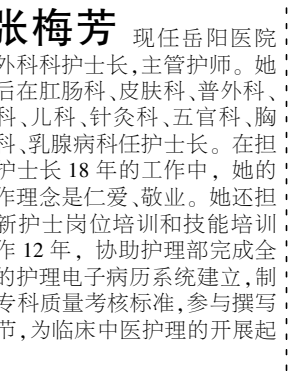 张梅芳 现任岳阳医院
外科科护士长,主管护师。她
后在肛肠科、皮肤科、普外科、
科、儿科、针灸科、五官科、胸
科、乳腺病科任护士长。在担
护士长 18 年的工作中，她的
作理念是仁爱、敬业。她还担
新护士岗位培训和技能培训
作 12 年，协助护理部完成全
的护理电子病历系统建立,制
专科质量考核标准,参与撰写
节,为临床中医护理的开展起